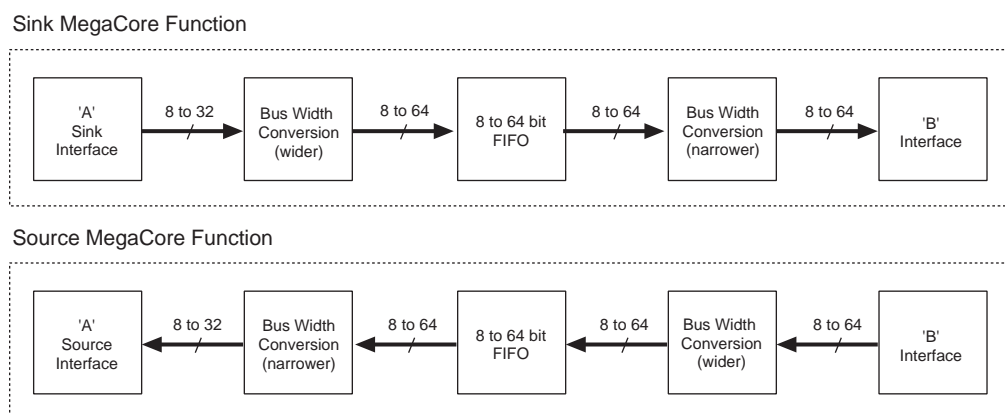 Sink MegaCore Function
'A'
Sink
Interface
8 to 32
Bus Width
Conversion
(wider)
8 to 64
8 to 64 bit
FIFO
8 to 64
Bus Width
Conversion
(narrower)
8 to 64
'B'
Interface
Source MegaCore Function
'A'
Source
Interface
8 to 32
Bus Width
Conversion
(narrower)
8 to 64
8 to 64 bit
FIFO
8 to 64
Bus Width
Conversion
(wider)
8 to 64
'B'
Interface